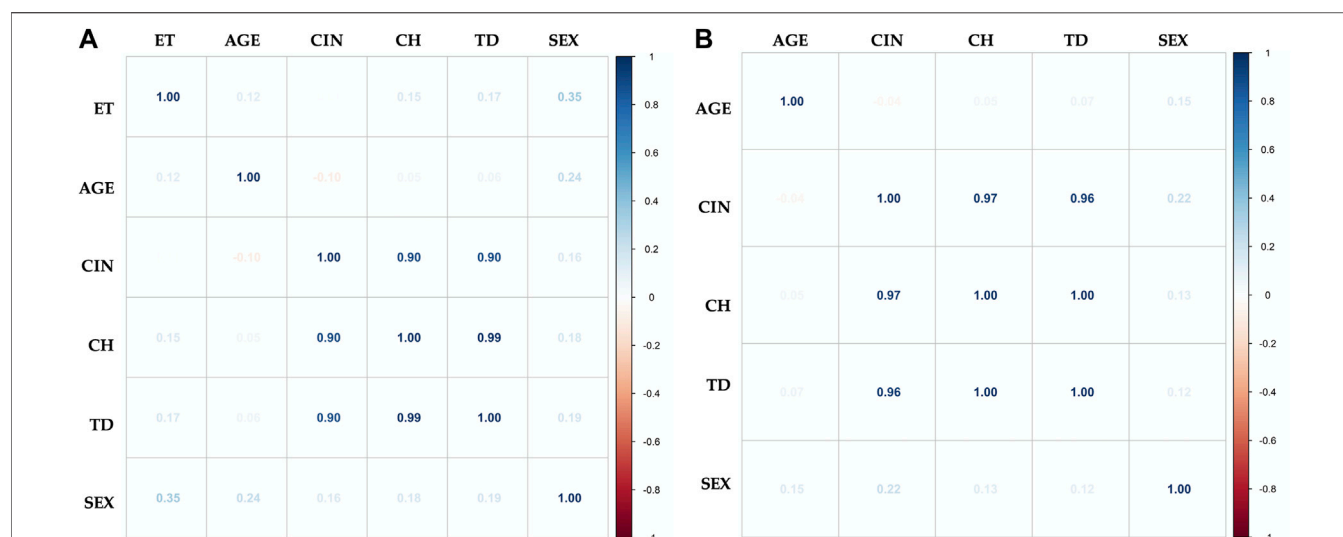 A
ET AGE CIN CH TD SEX
ET 1.00 0.12 0.15 0.17 0.35
AGE 0.12 1.00 -0.10 0.05 0.06 0.24
CIN -0.10 1.00 0.90 0.90 0.16
CH 0.15 0.05 0.90 1.00 0.99 0.18
TD 0.17 0.06 0.90 0.99 1.00 0.19
SEX 0.35 0.24 0.16 0.18 0.19 1.00
1
0.8
0.6
0.4
0.2
0
-0.2
-0.4
-0.6
-0.8
-1
B
AGE CIN CH TD SEX
AGE 1.00 -0.04 0.05 0.07 0.15
CIN -0.04 1.00 0.97 0.96 0.22
CH 0.05 0.97 1.00 1.00 0.13
TD 0.07 0.96 1.00 1.00 0.12
SEX 0.15 0.22 0.13 0.12 1.00
1
0.8
0.6
0.4
0.2
0
-0.2
-0.4
-0.6
-0.8
-1